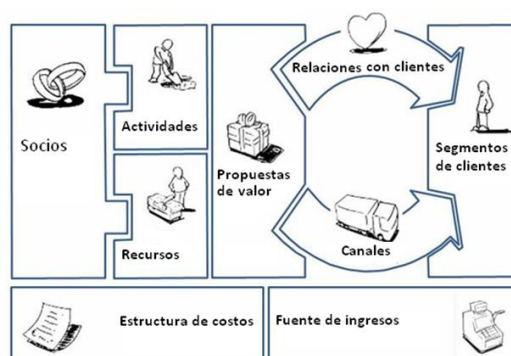 Socios
Actividades
Recursos
Propuestas
de valor
Relaciones con clientes
Canales
Segmentos
de clientes
Estructura de costos
Fuente de ingresos